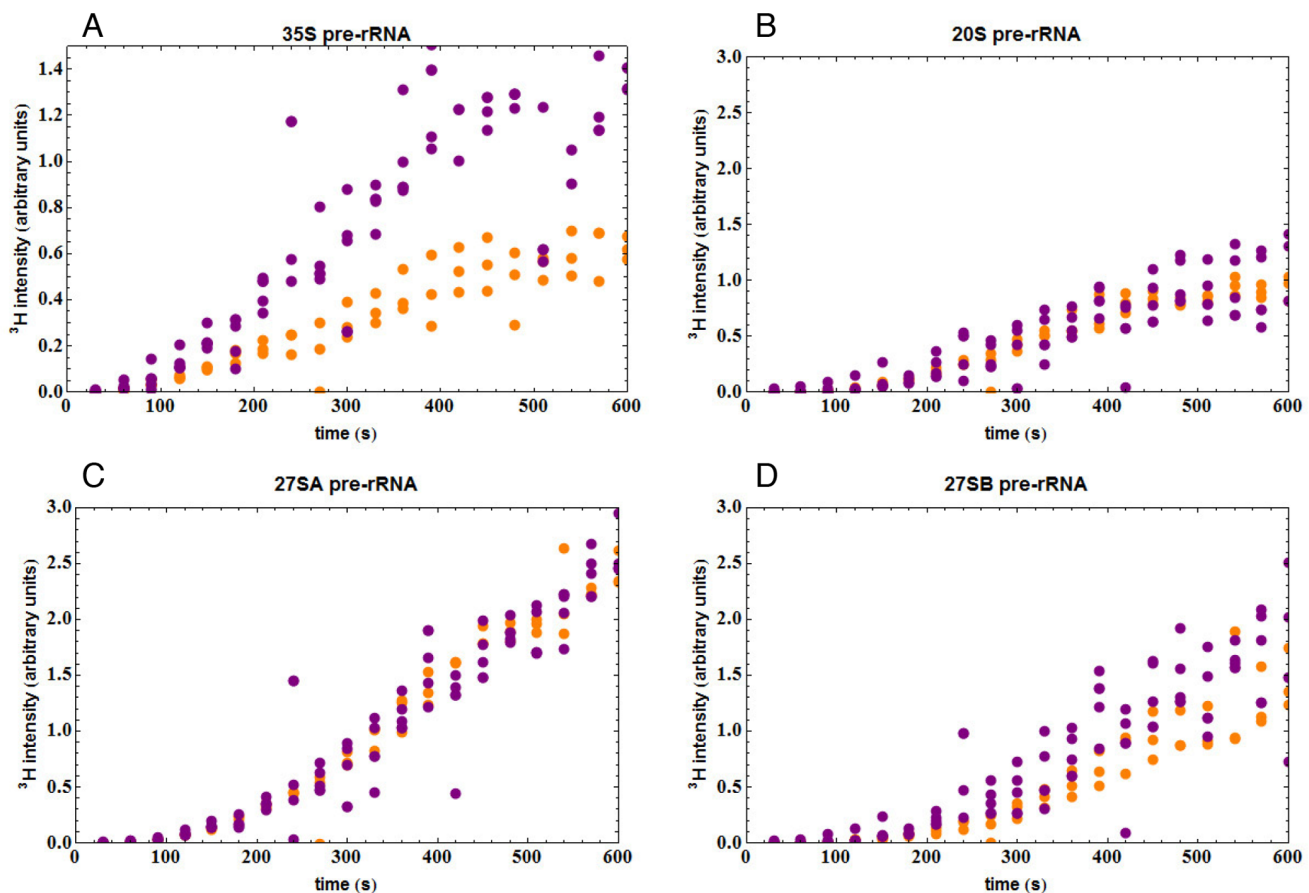 A
35S pre-rRNA
³H intensity (arbitrary units)
1.4
1.2
1.0
0.8
0.6
0.4
0.2
0.0
0 100 200 300 400 500 600
time (s)
B
20S pre-rRNA
³H intensity (arbitrary units)
3.0
2.5
2.0
1.5
1.0
0.5
0.0
0 100 200 300 400 500 600
time (s)
C
27SA pre-rRNA
³H intensity (arbitrary units)
3.0
2.5
2.0
1.5
1.0
0.5
0.0
0 100 200 300 400 500 600
time (s)
D
27SB pre-rRNA
³H intensity (arbitrary units)
3.0
2.5
2.0
1.5
1.0
0.5
0.0
0 100 200 300 400 500 600
time (s)